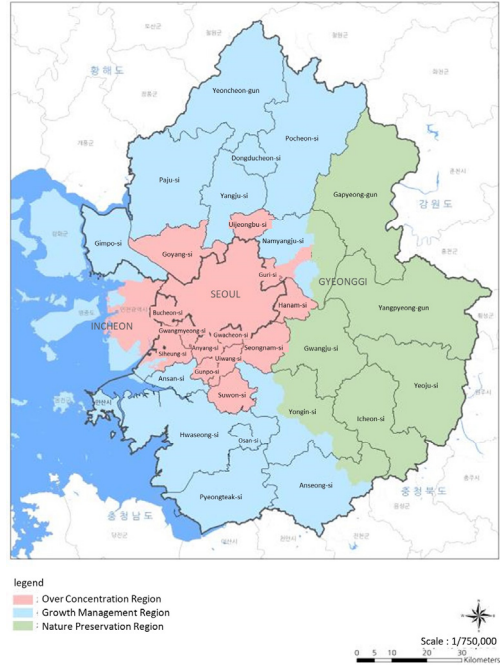 황해도
Yeoncheon-gun
Pocheon-si
Dongducheon-si
Paju-si
Yangju-si
Gapyeong-gun
강원도
Gimpo-si
Goyang-si
Uijeongbu-si
Namyangju-si
Guri-si
SEOUL
GYEONGGI
Hanam-si
Yangpyeong-gun
INCHEON
Bucheon-si
Gwangmyeong-si
Gwacheon-si
Anyang-si
Seongnam-si
Gwangju-si
Siheung-si
Uiwang-si
Gunpo-si
Ansan-si
Suwon-si
Yeoju-si
Yongin-si
Icheon-si
Hwaseong-si
Osan-si
Pyeongteak-si
Anseong-si
충청북도
충청남도
legend
: Over Concentration Region
: Growth Management Region
: Nature Preservation Region
Scale : 1/750,000
0 5 10 20 30
Kilometers